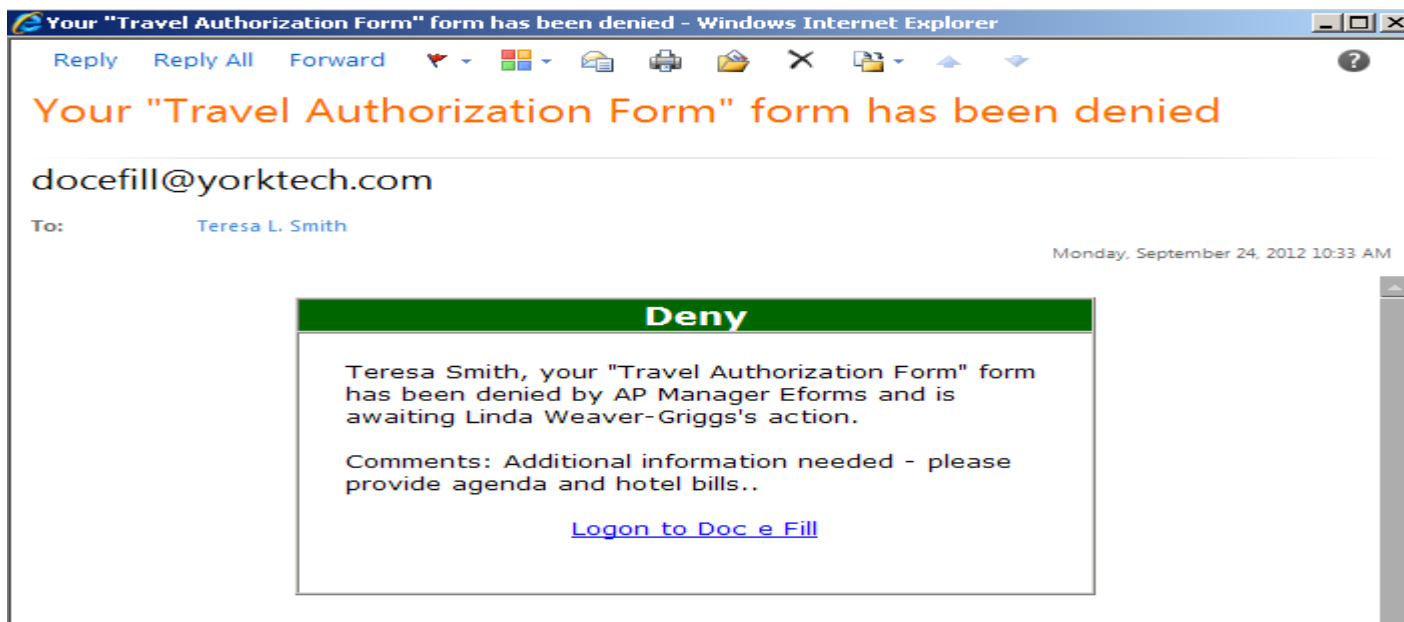 Your "Travel Authorization Form" form has been denied - Windows Internet Explorer
Reply Reply All Forward
Your "Travel Authorization Form" form has been denied
docefill@yorktech.com
To: Teresa L. Smith
Monday, September 24, 2012 10:33 AM
Deny
Teresa Smith, your "Travel Authorization Form" form
has been denied by AP Manager Eforms and is
awaiting Linda Weaver-Griggs's action.
Comments: Additional information needed - please
provide agenda and hotel bills..
Logon to Doc e Fill